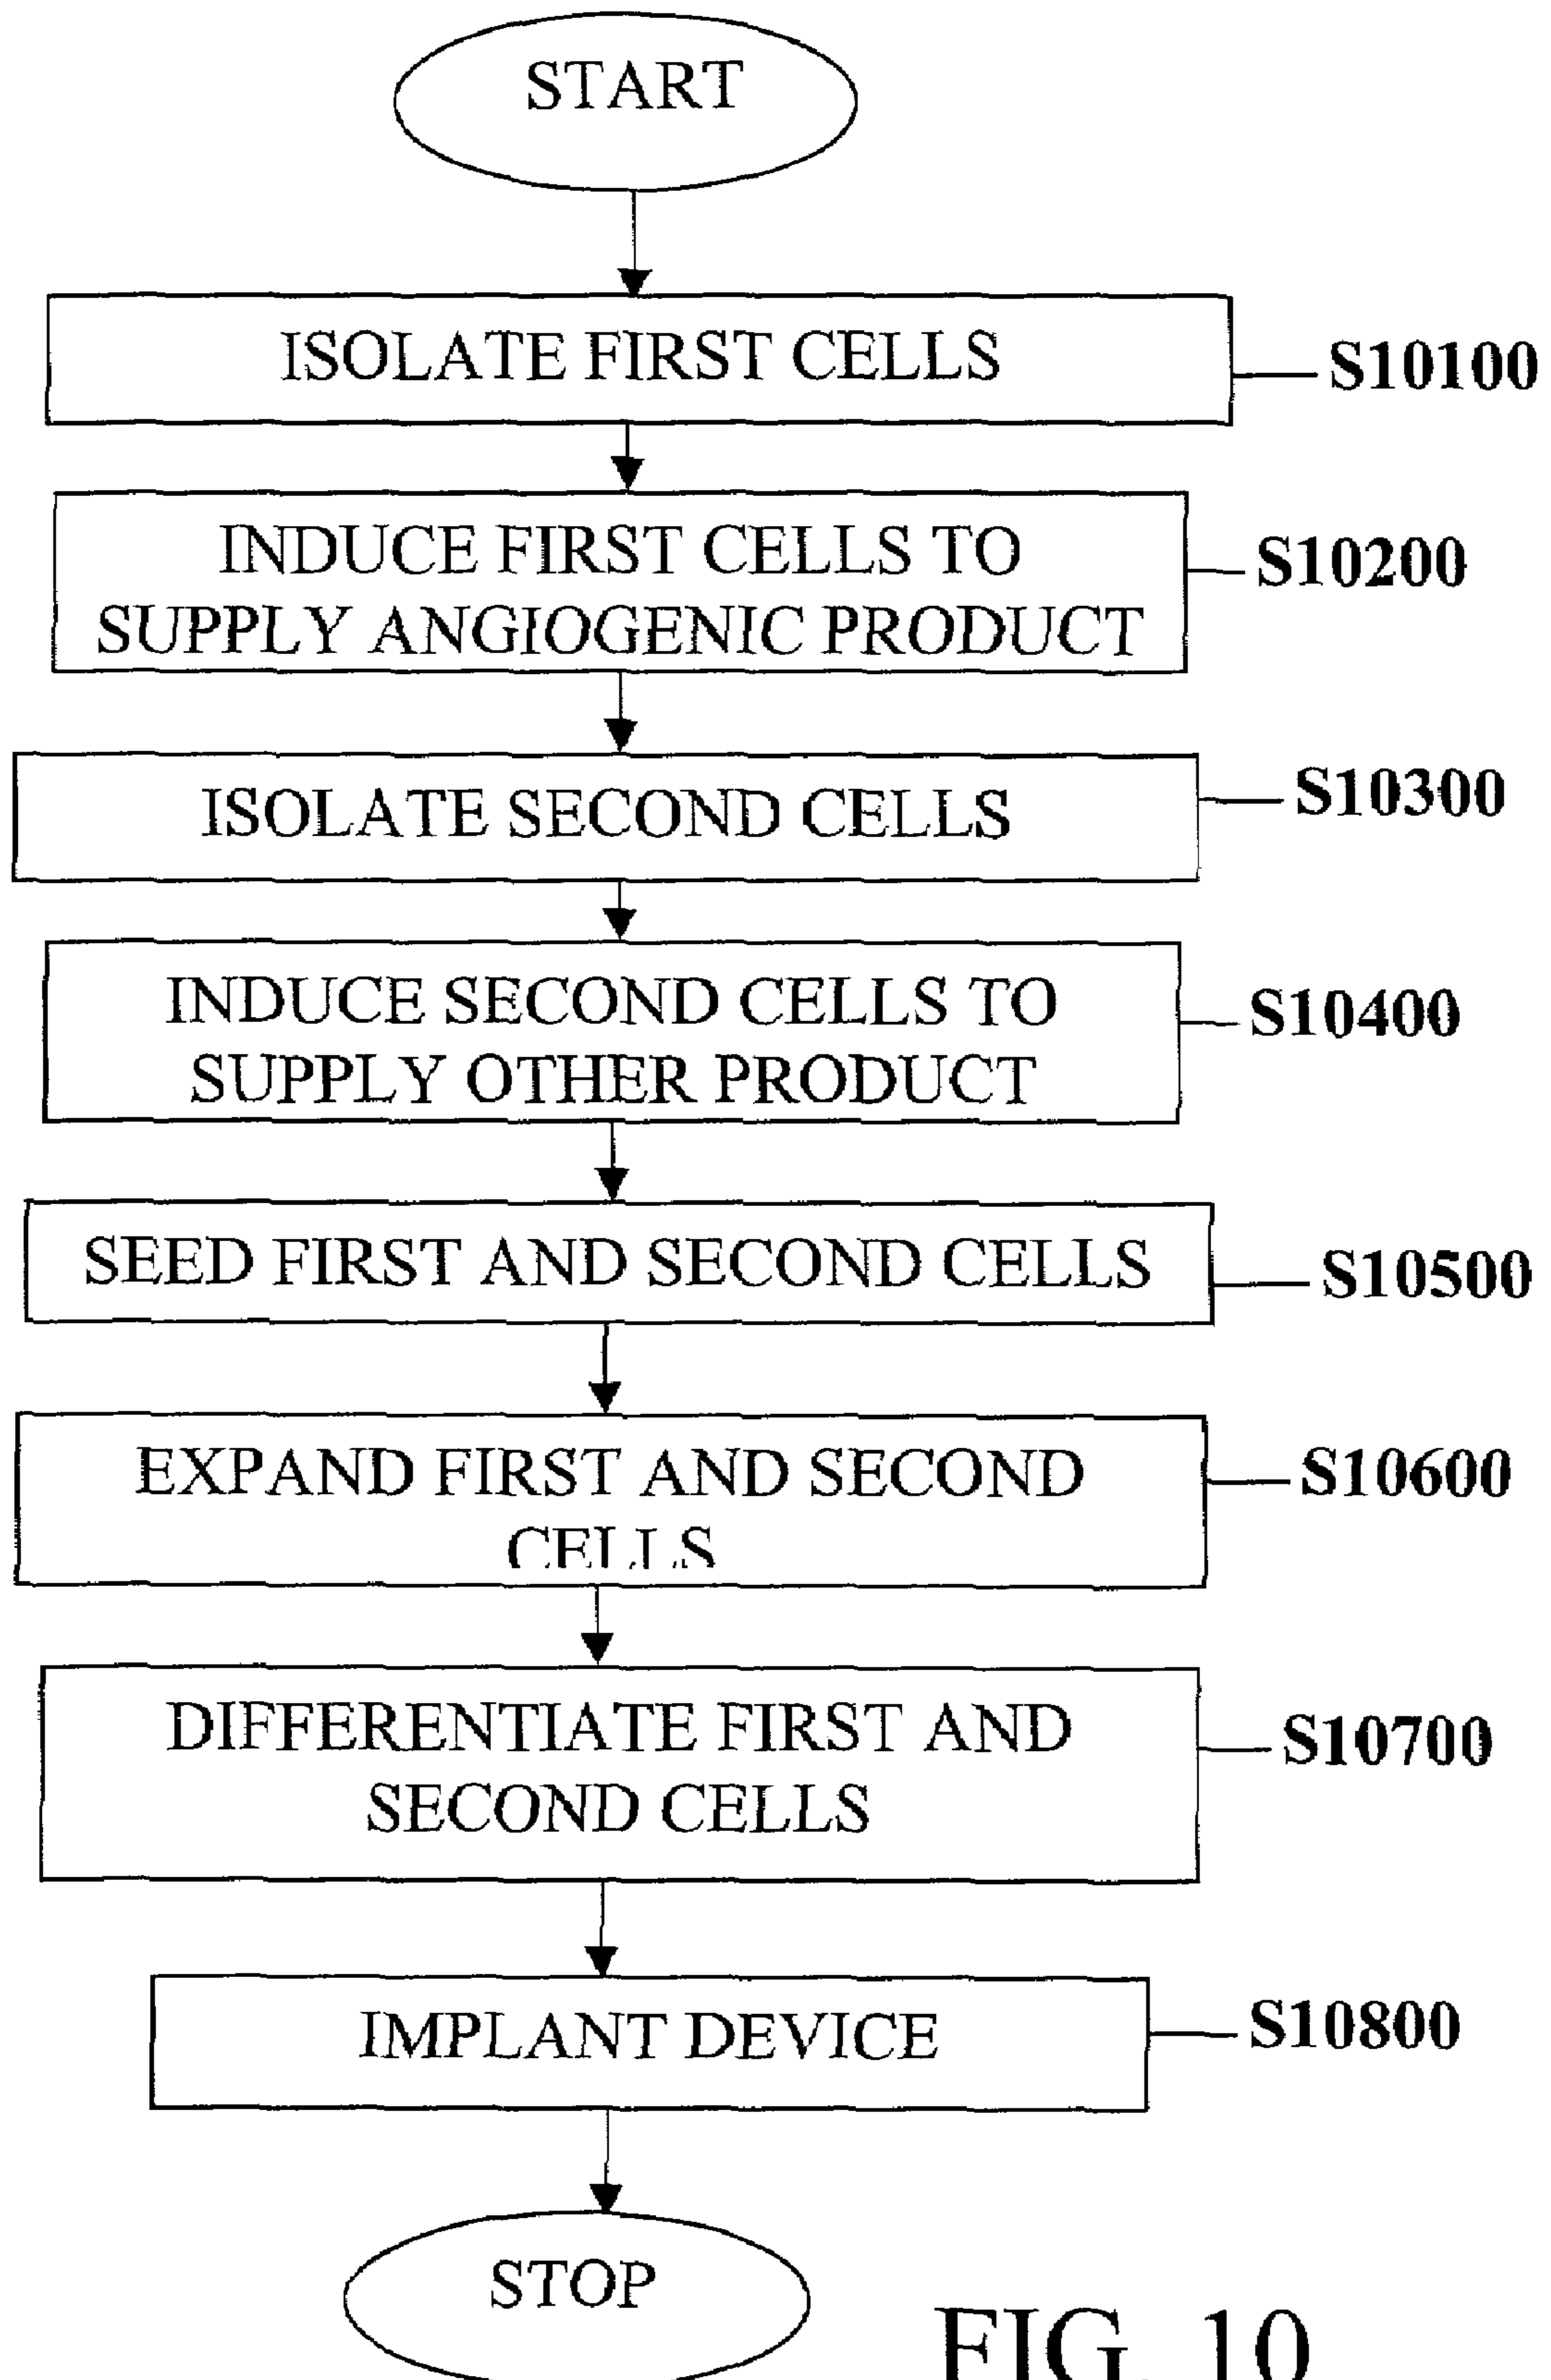 START
ISOLATE FIRST CELLS
S10100
INDUCE FIRST CELLS TO
SUPPLY ANGIOGENIC PRODUCT
S10200
ISOLATE SECOND CELLS
S10300
INDUCE SECOND CELLS TO
SUPPLY OTHER PRODUCT
S10400
SEED FIRST AND SECOND CELLS
S10500
EXPAND FIRST AND SECOND
CELLS
S10600
DIFFERENTIATE FIRST AND
SECOND CELLS
S10700
IMPLANT DEVICE
S10800
STOP
FIG. 10